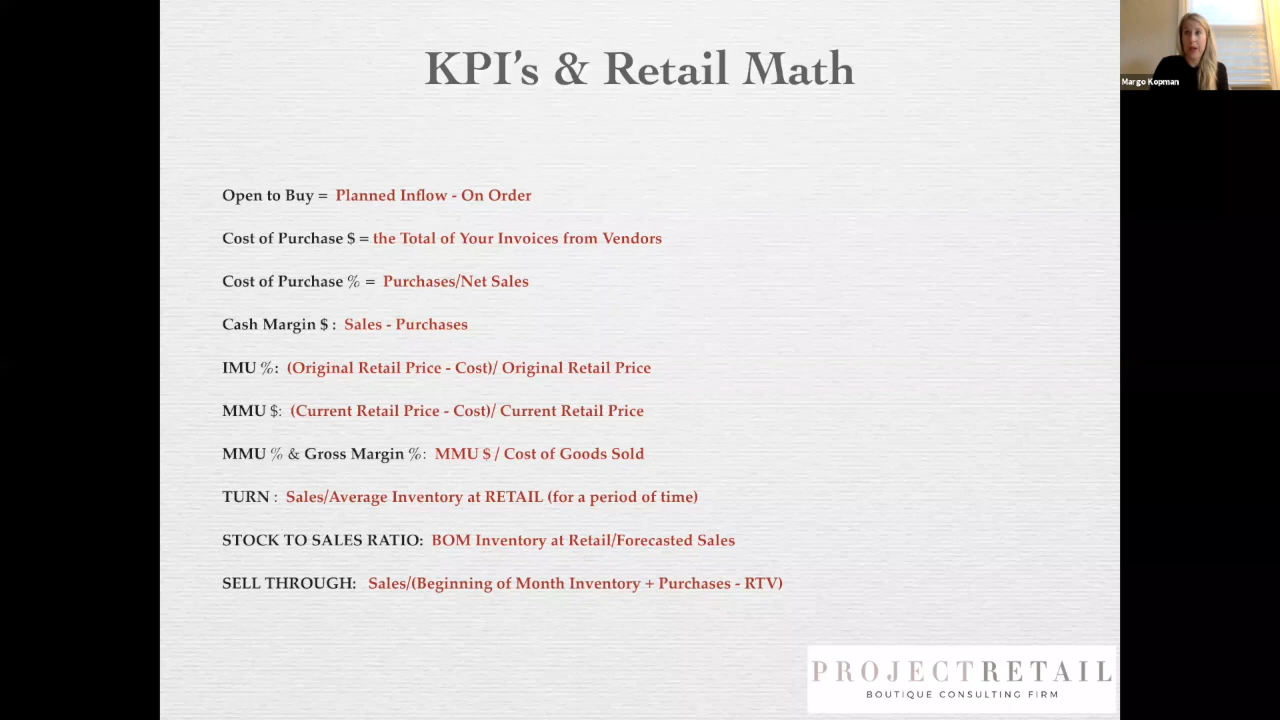 KPI's & Retail Math
Margo Kopman
Open to Buy = Planned Inflow - On Order
Cost of Purchase $ = the Total of Your Invoices from Vendors
Cost of Purchase % = Purchases/Net Sales
Cash Margin $ : Sales - Purchases
IMU %: (Original Retail Price - Cost)/ Original Retail Price
MMU $: (Current Retail Price - Cost)/ Current Retail Price
MMU % & Gross Margin %: MMU $ / Cost of Goods Sold
TURN : Sales/Average Inventory at RETAIL (for a period of time)
STOCK TO SALES RATIO: BOM Inventory at Retail/Forecasted Sales
SELL THROUGH: Sales/(Beginning of Month Inventory + Purchases - RTV)
PROJECTRETAIL
BOUTIQUE CONSULTING FIRM